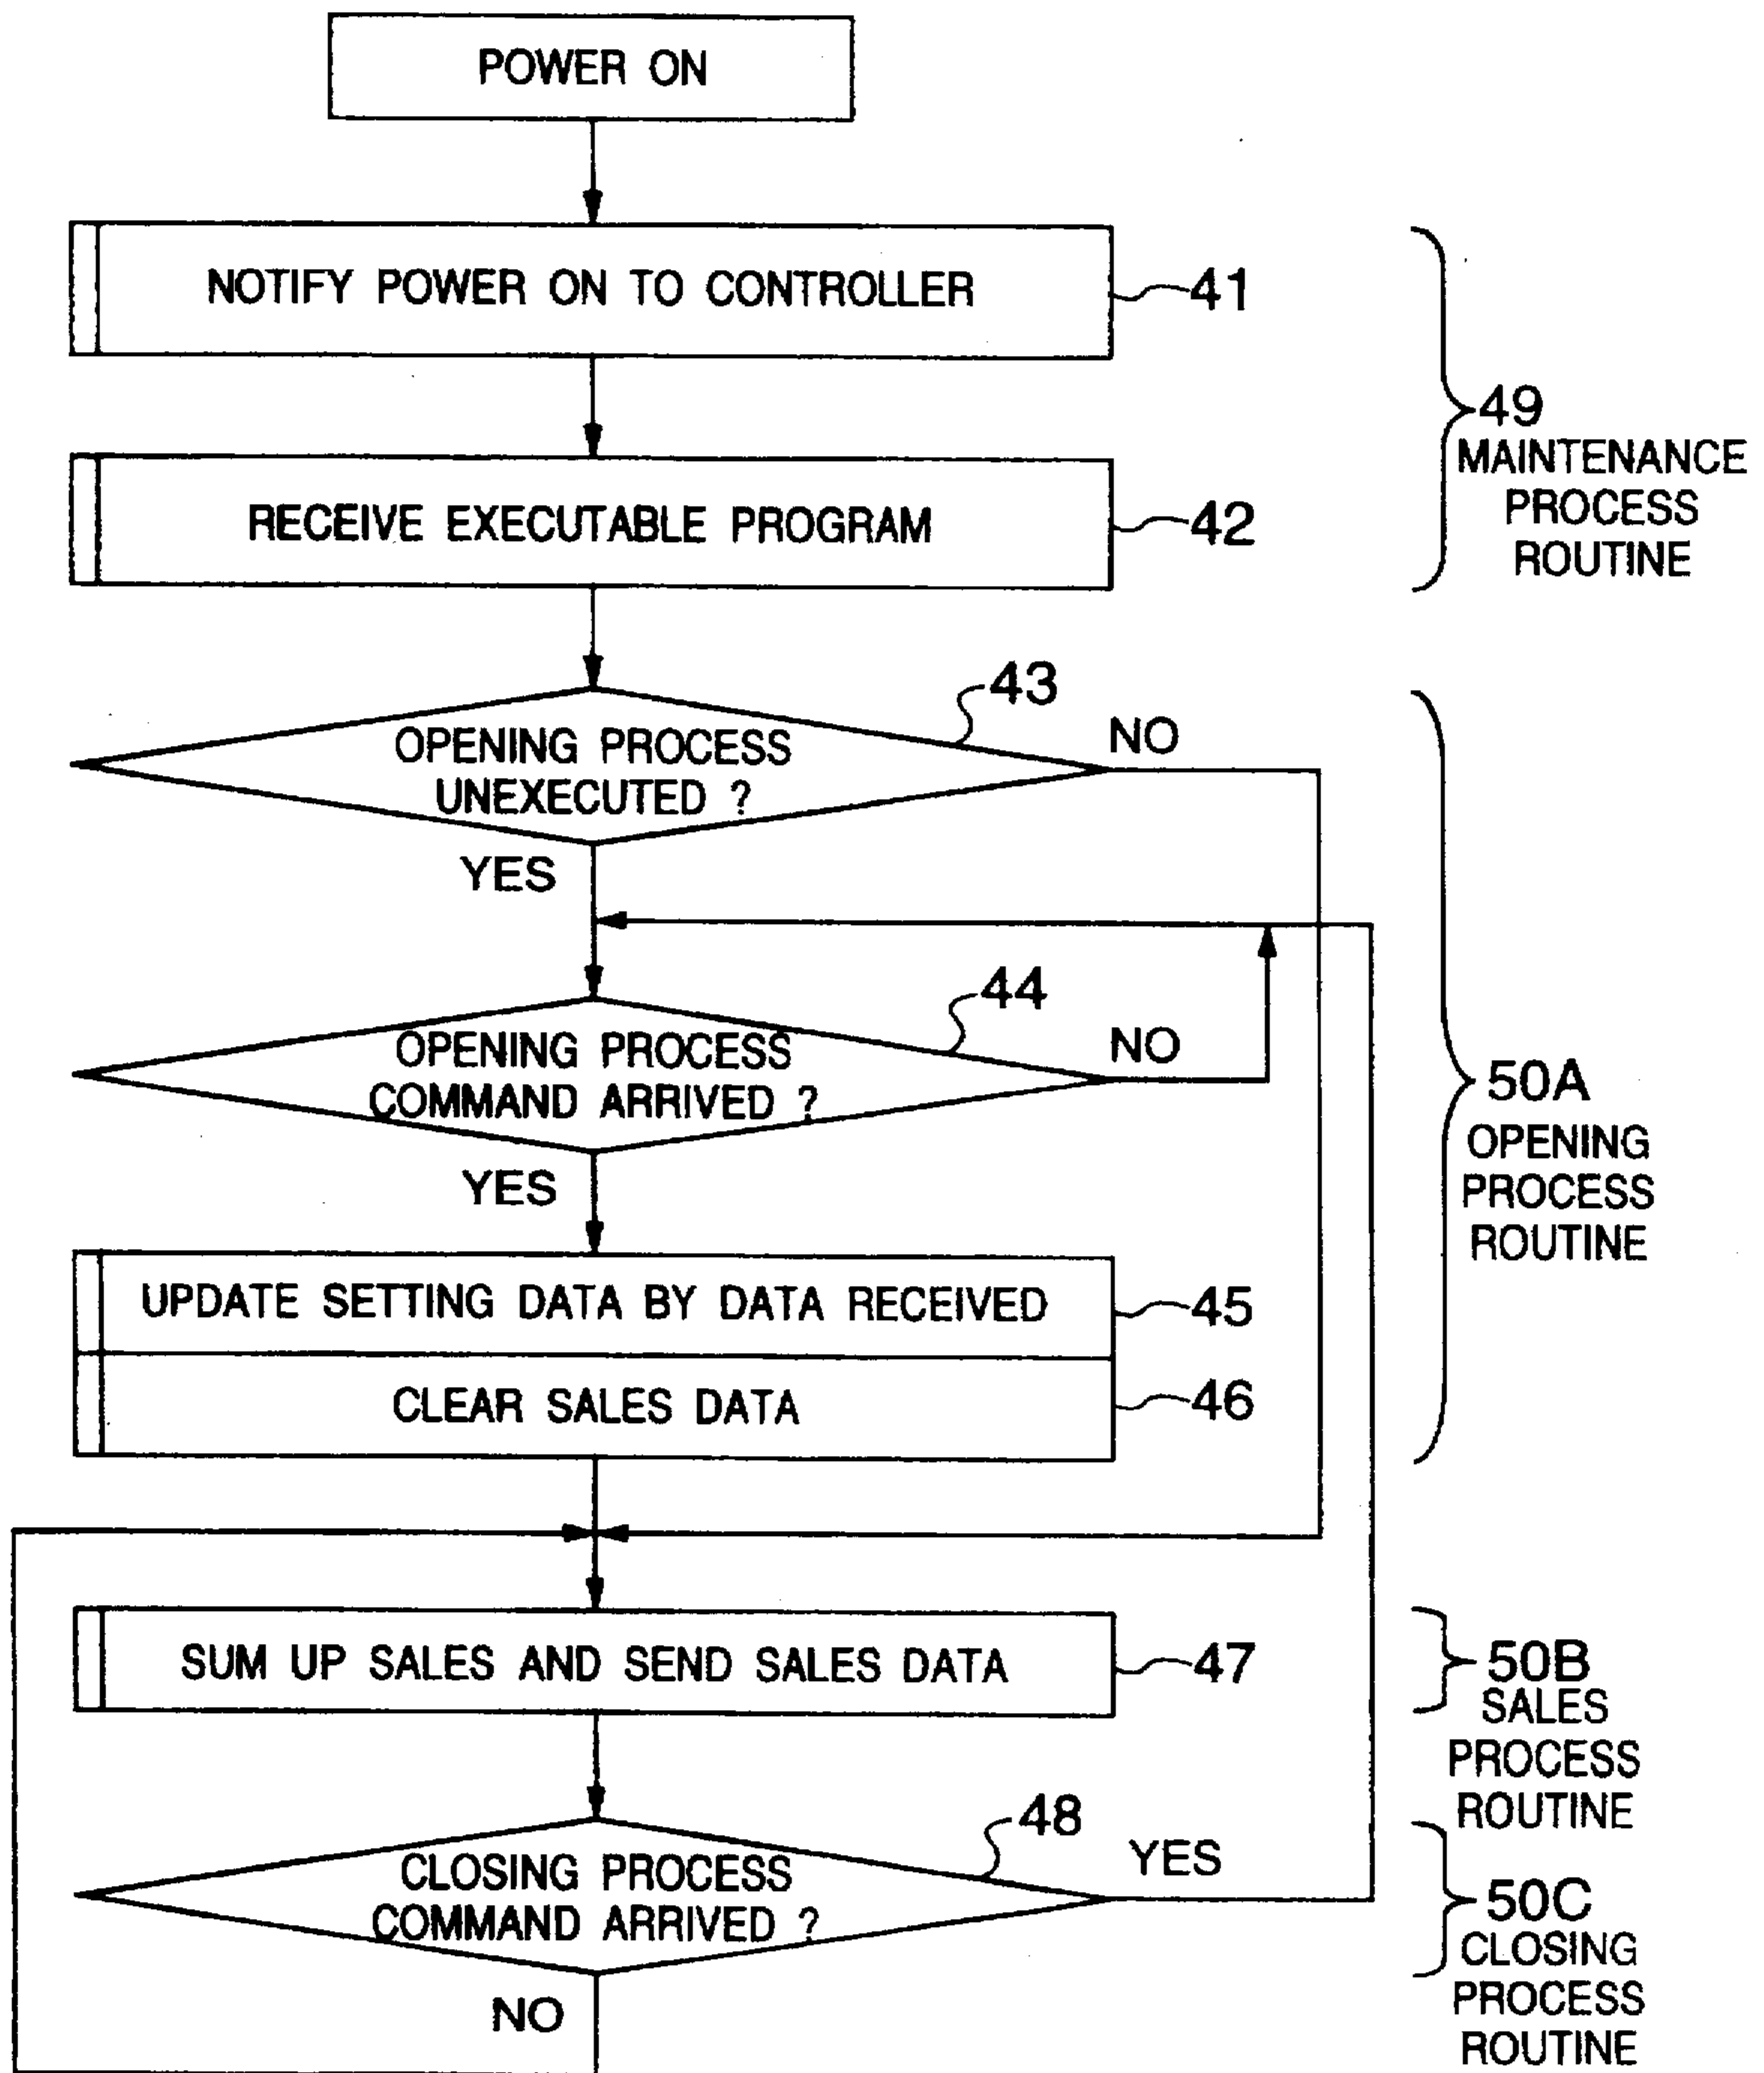 POWER ON
NOTIFY POWER ON TO CONTROLLER
41
RECEIVE EXECUTABLE PROGRAM
42
49
MAINTENANCE
PROCESS
ROUTINE
43
OPENING PROCESS
UNEXECUTED ?
NO
YES
44
OPENING PROCESS
COMMAND ARRIVED ?
NO
YES
UPDATE SETTING DATA BY DATA RECEIVED
45
CLEAR SALES DATA
46
50A
OPENING
PROCESS
ROUTINE
SUM UP SALES AND SEND SALES DATA
47
50B
SALES
PROCESS
ROUTINE
48
CLOSING PROCESS
COMMAND ARRIVED ?
YES
NO
50C
CLOSING
PROCESS
ROUTINE